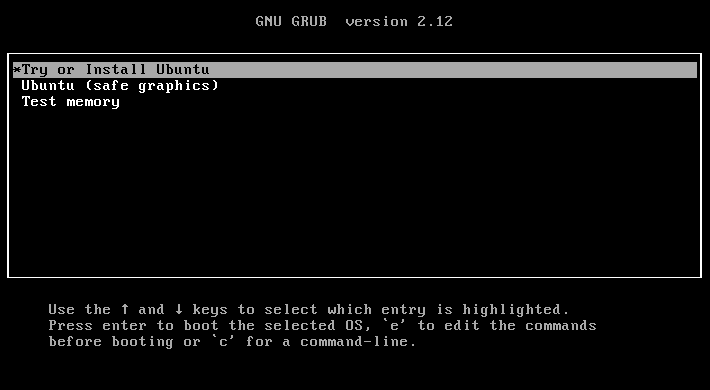 GNU GRUB  version 2.12
*Try or Install Ubuntu
Ubuntu (safe graphics)
Test memory
Use the ↑ and ↓ keys to select which entry is highlighted.
Press enter to boot the selected OS, `e' to edit the commands
before booting or `c' for a command-line.